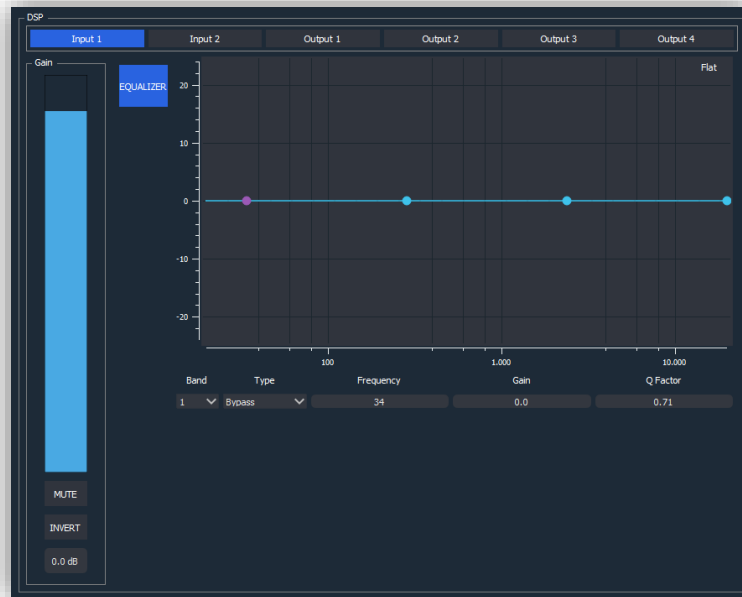 DSP
Input 1 Input 2 Output 1 Output 2 Output 3 Output 4
Gain
EQUALIZER
Flat
20
10
0
-10
-20
100 1.000 10.000
Band Type Frequency Gain Q Factor
1 Bypass 34 0.0 0.71
MUTE
INVERT
0.0 dB